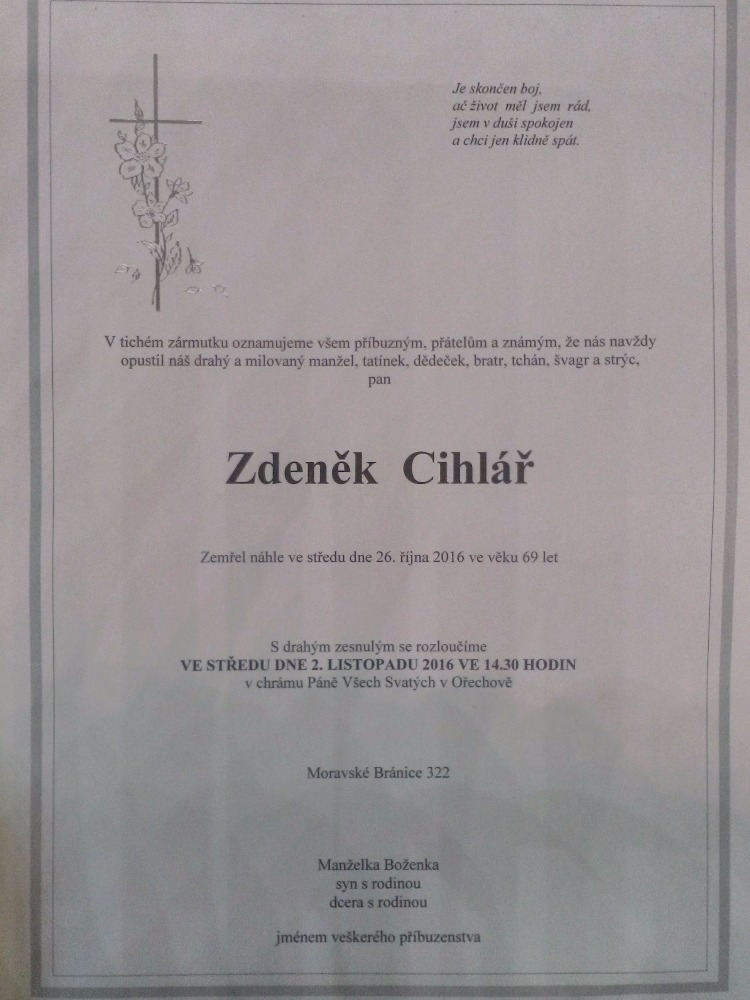 Je skončen boj,
ač život měl jsem rád,
jsem v duši spokojen
a chci jen klidně spát.
V tichém zármutku oznamujeme všem příbuzným, přátelům a známým, že nás navždy
opustil náš drahý a milovaný manžel, tatínek, dědeček, bratr, tchán, švagr a strýc,
pan
Zdeněk Cihlář
Zemřel náhle ve středu dne 26. října 2016 ve věku 69 let
S drahým zesnulým se rozloučíme
VE STŘEDU DNE 2. LISTOPADU 2016 VE 14.30 HODIN
v chrámu Páně Všech Svatých v Ořechově
Moravské Bránice 322
Manželka Boženka
syn s rodinou
dcera s rodinou
jménem veškerého příbuzenstva